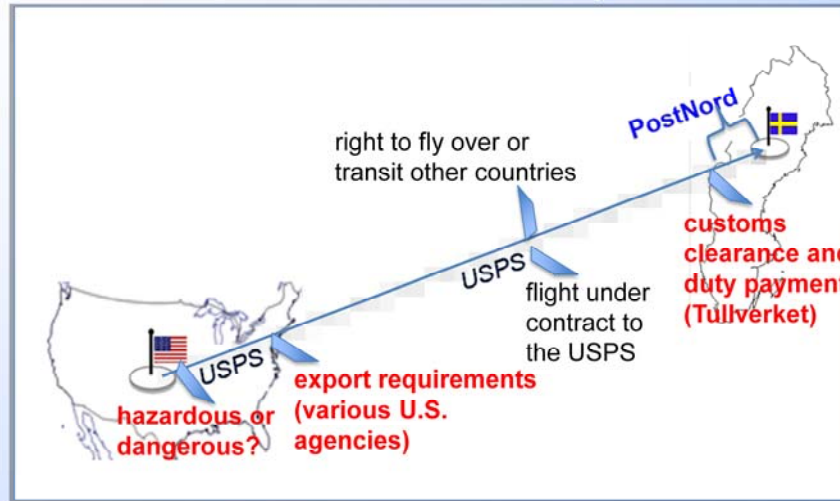 PostNord
right to fly over or
transit other countries
customs
clearance and
duty payment
(Tullverket)
USPS
flight under
contract to
the USPS
USPS
export requirements
(various U.S.
agencies)
hazardous or
dangerous?